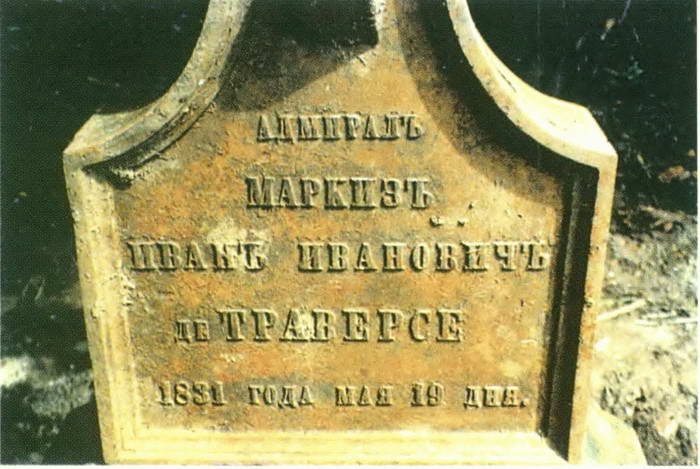 АДМИРАЛЪ
МАРКИЗЪ
ИВАНЪ ИВАНОВИЧЪ
де ТРАВЕРСЕ
1831 ГОДА МАЯ 19 ДНЯ.